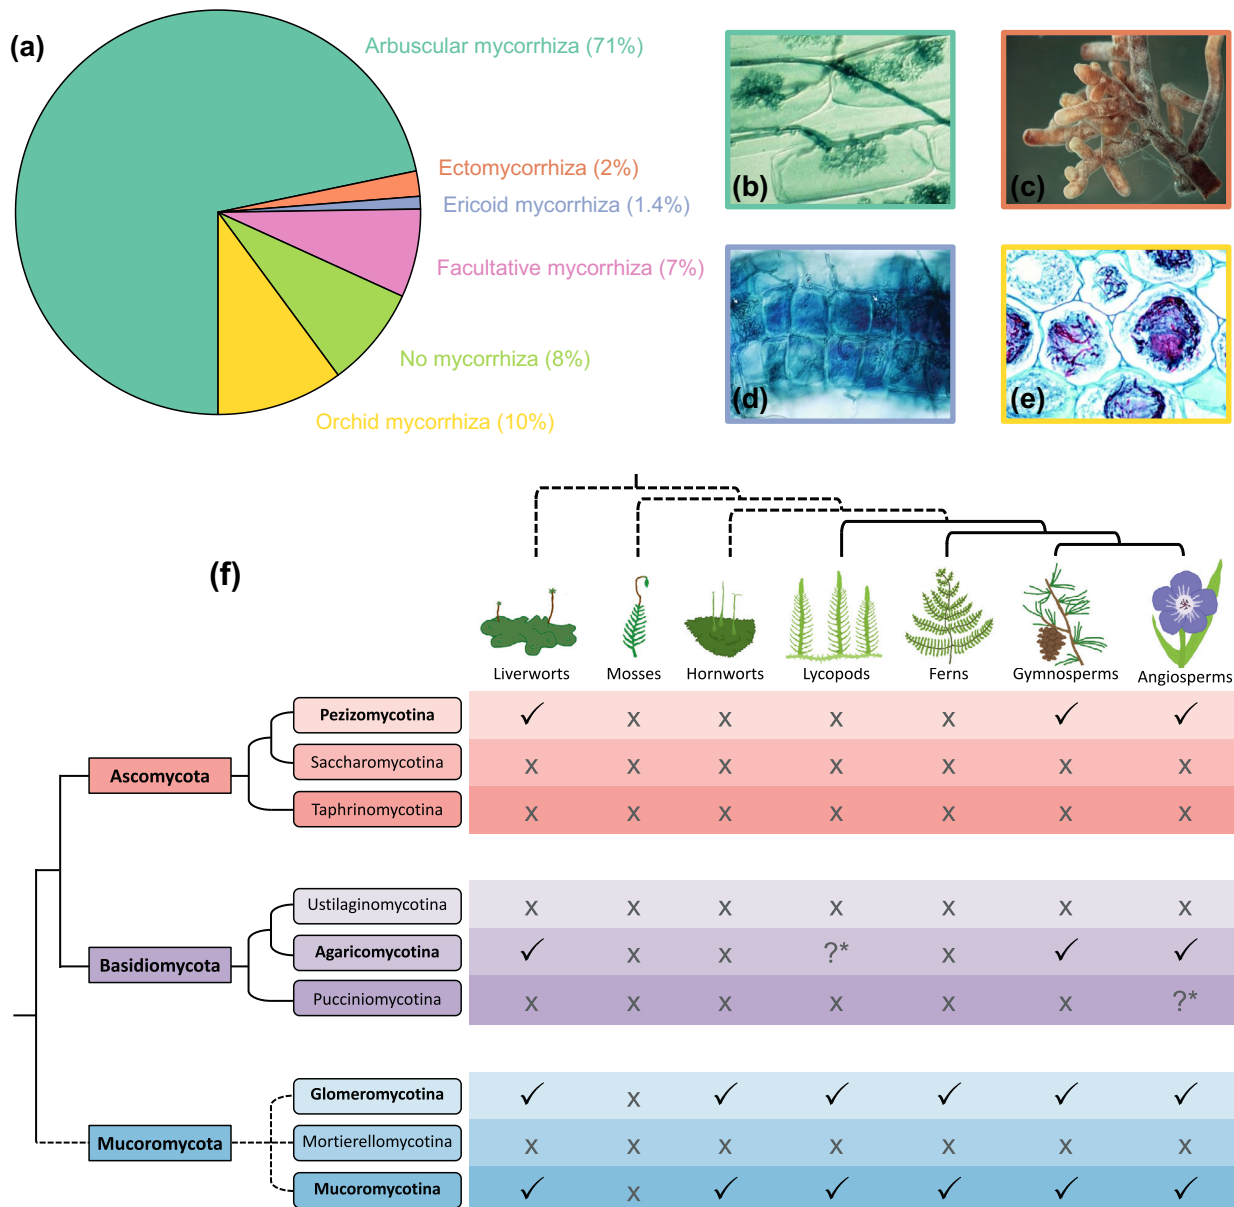 (a)
Arbuscular mycorrhiza (71%)
Ectomycorrhiza (2%)
Ericoid mycorrhiza (1.4%)
Facultative mycorrhiza (7%)
No mycorrhiza (8%)
Orchid mycorrhiza (10%)
(b)
(c)
(d)
(e)
(f)
Liverworts Mosses Hornworts Lycopods Ferns Gymnosperms Angiosperms
Ascomycota
Pezizomycotina ✓ x x x x ✓ ✓
Saccharomycotina x x x x x x x
Taphrinomycotina x x x x x x x
Basidiomycota
Ustilaginomycotina x x x x x x x
Agaricomycotina ✓ x x ?* x ✓ ✓
Pucciniomycotina x x x x x x ?*
Mucoromycota
Glomeromycotina ✓ x ✓ ✓ ✓ ✓ ✓
Mortierellomycotina x x x x x x x
Mucoromycotina ✓ x ✓ ✓ ✓ ✓ ✓